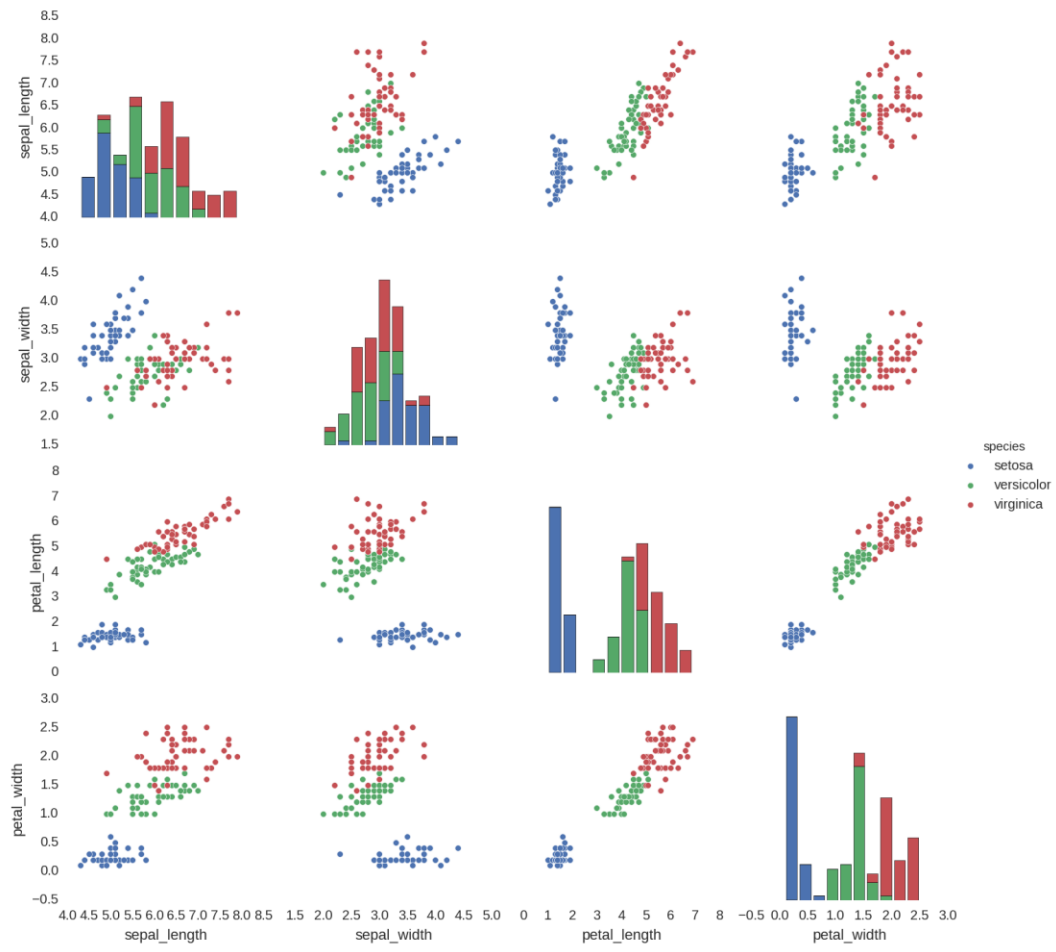 8.5
8.0
7.5
7.0
6.5
6.0
5.5
5.0
4.5
4.0
sepal_length
5.0
4.5
4.0
3.5
3.0
2.5
2.0
1.5
sepal_width
species
setosa
versicolor
virginica
8
7
6
5
4
3
2
1
0
petal_length
3.0
2.5
2.0
1.5
1.0
0.5
0.0
−0.5
petal_width
4.0 4.5 5.0 5.5 6.0 6.5 7.0 7.5 8.0 8.5
1.5 2.0 2.5 3.0 3.5 4.0 4.5 5.0
0 1 2 3 4 5 6 7 8
−0.5 0.0 0.5 1.0 1.5 2.0 2.5 3.0
sepal_length
sepal_width
petal_length
petal_width